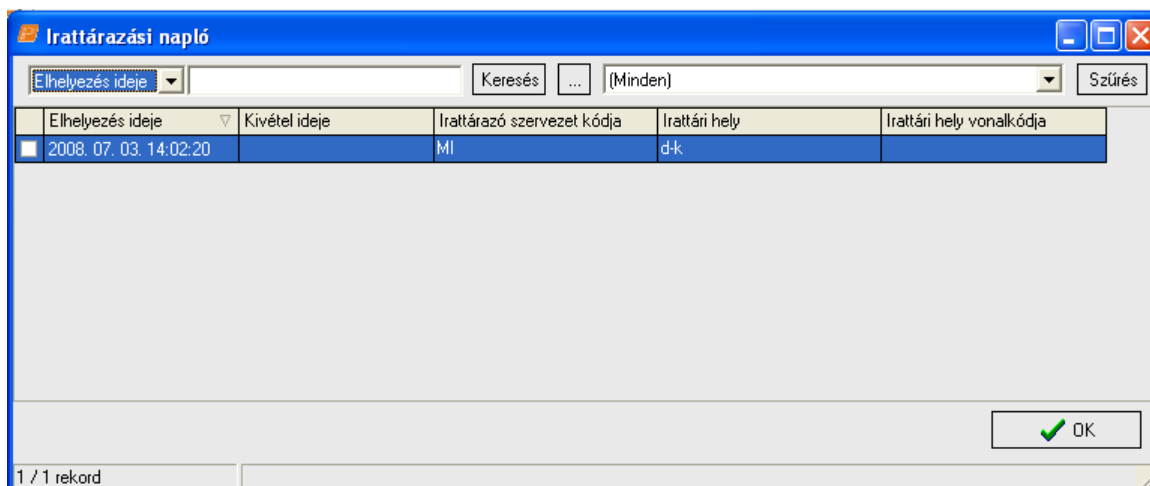 Irattárazási napló
Elhelyezés ideje Keresés ... (Minden) Szűrés
Elhelyezés ideje Kivétel ideje Irattárazó szervezet kódja Irattári hely Irattári hely vonalkódja
2008. 07. 03. 14:02:20 MI d-k
OK
1 / 1 rekord